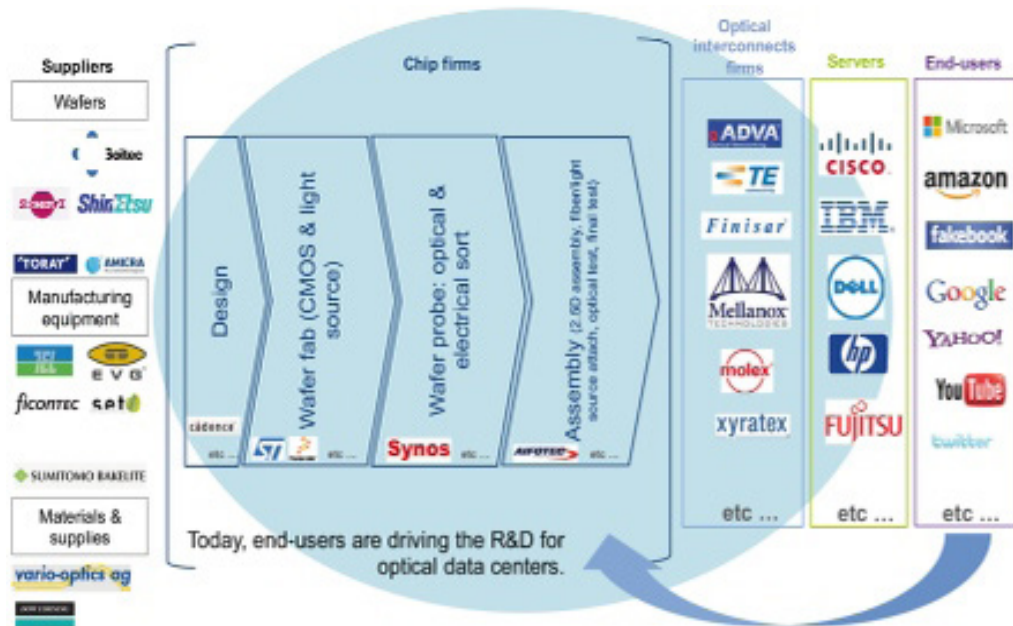 Suppliers
Wafers
Soitec
ShinEtsu
"TORAY"
AMICRA
Manufacturing
equipment
EVG
ficonTEC
set
SUMITOMO BAKELITE
Materials &
supplies
vario-optics ag
Chip firms
Design
cādence
etc ...
Wafer fab (CMOS & light
source)
ST
etc ...
Wafer probe: optical &
electrical sort
Synos
etc ...
Assembly (2.5D assembly, fiber/light
source attach, optical test, final test)
AIFOTEC
etc ...
Today, end-users are driving the R&D for
optical data centers.
Optical
interconnects
firms
ADVA
TE
Finisar
Mellanox
TECHNOLOGIES
molex
xyratex
etc ...
Servers
CISCO
IBM
DELL
hp
FUJITSU
etc ...
End-users
Microsoft
amazon
fakebook
Google
YAHOO!
YouTube
twitter
etc ...